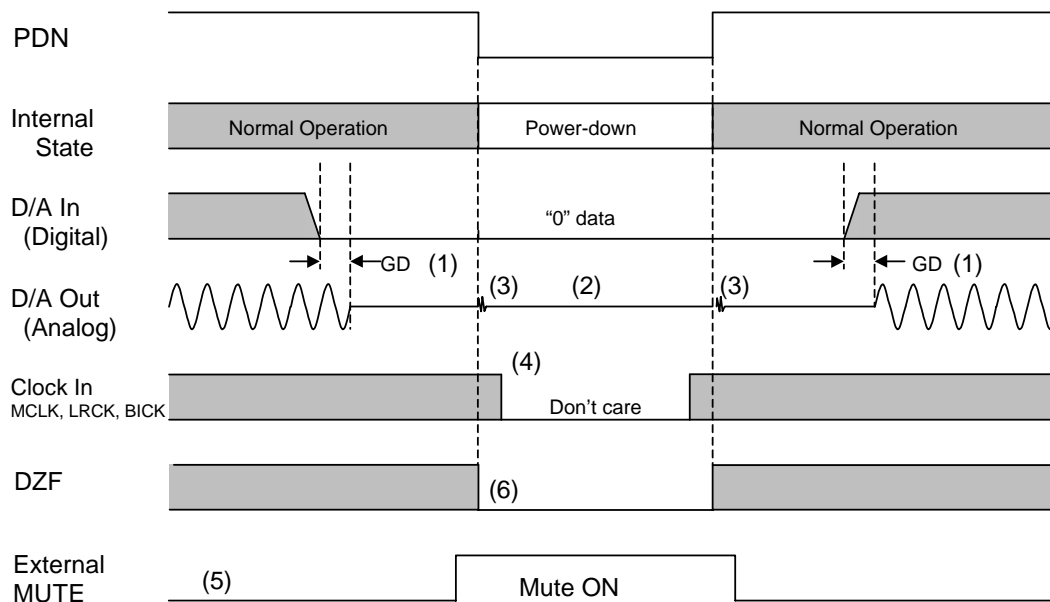 PDN
Internal
State
Normal Operation
Power-down
Normal Operation
D/A In
(Digital)
“0” data
GD
(1)
GD
(1)
D/A Out
(Analog)
(3)
(2)
(3)
Clock In
MCLK, LRCK, BICK
(4)
Don’t care
DZF
(6)
External
MUTE
(5)
Mute ON